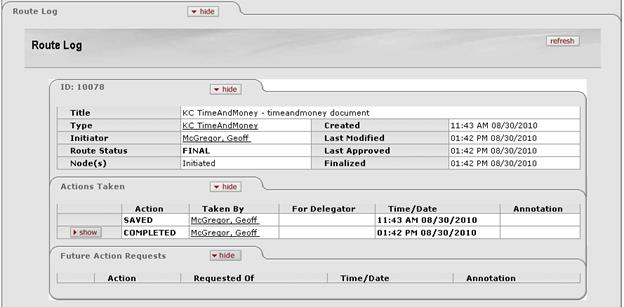 Route Log ▼ hide
Route Log refresh
ID: 10078 ▼ hide
Title KC TimeAndMoney - timeandmoney document
Type KC TimeAndMoney Created 11:43 AM 08/30/2010
Initiator McGregor, Geoff Last Modified 01:42 PM 08/30/2010
Route Status FINAL Last Approved 01:42 PM 08/30/2010
Node(s) Initiated Finalized 01:42 PM 08/30/2010
Actions Taken ▼ hide
Action Taken By For Delegator Time/Date Annotation
SAVED McGregor, Geoff 11:43 AM 08/30/2010
▶ show COMPLETED McGregor, Geoff 01:42 PM 08/30/2010
Future Action Requests ▼ hide
Action Requested Of Time/Date Annotation